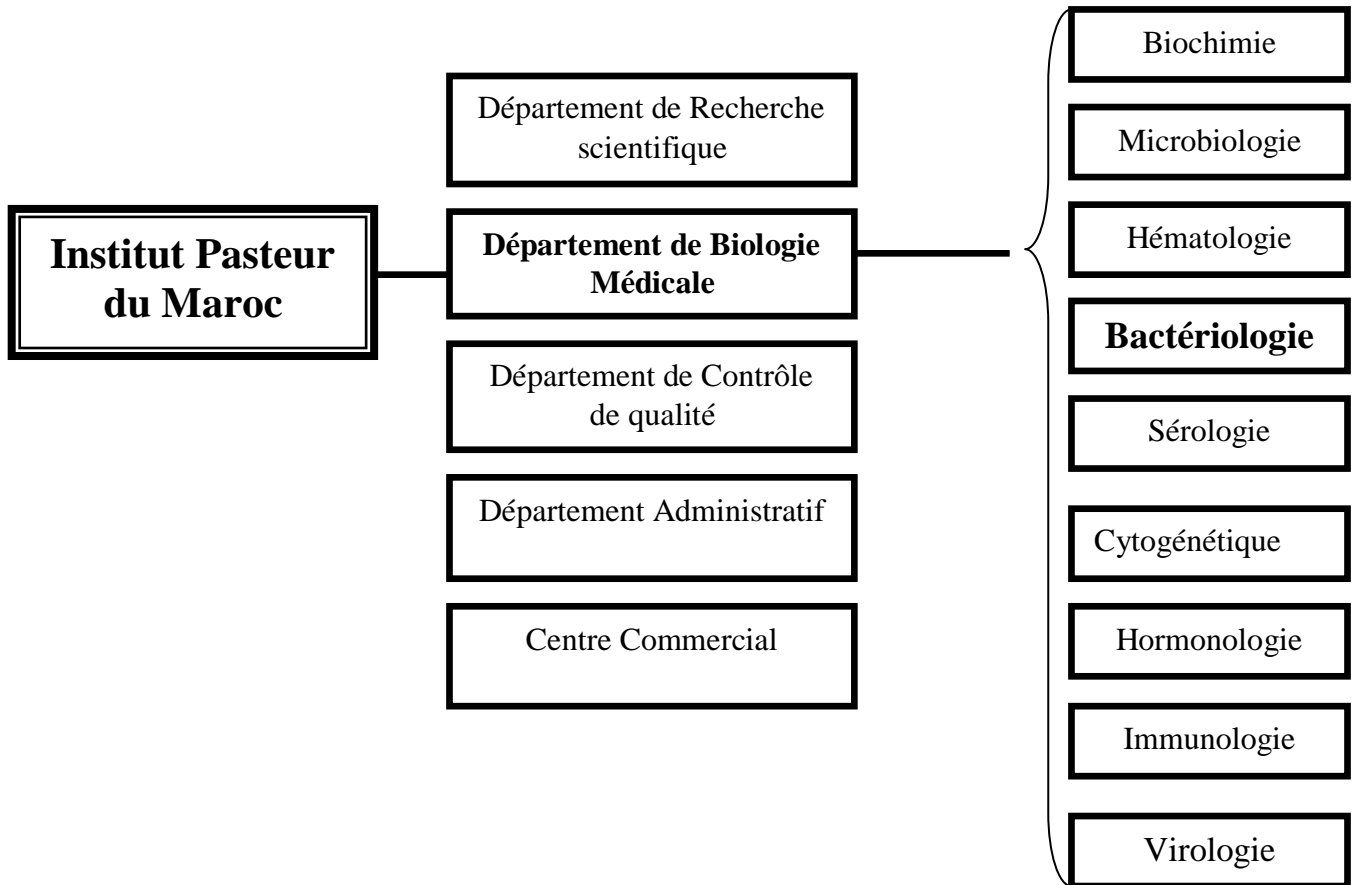 Institut Pasteur
du Maroc
Département de Recherche
scientifique
Département de Biologie
Médicale
Département de Contrôle
de qualité
Département Administratif
Centre Commercial
Biochimie
Microbiologie
Hématologie
Bactériologie
Sérologie
Cytogénétique
Hormonologie
Immunologie
Virologie